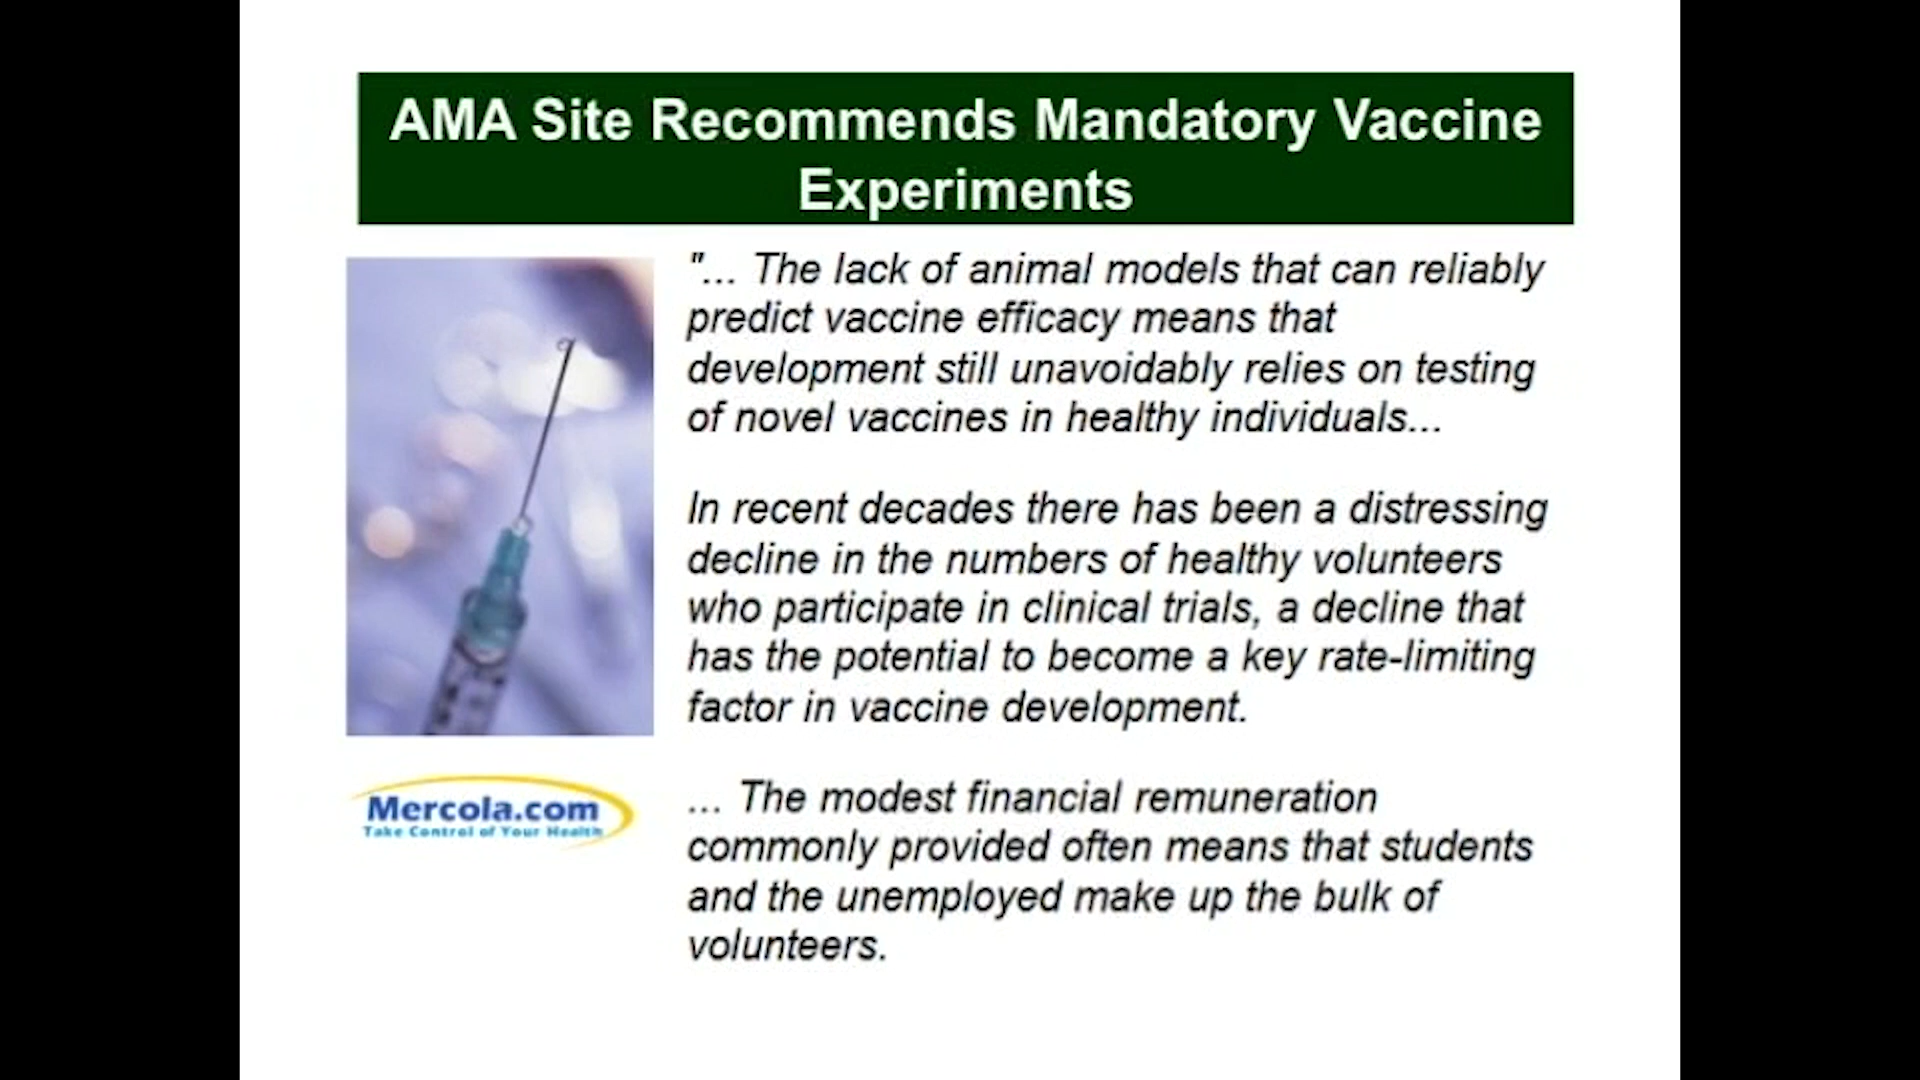 AMA Site Recommends Mandatory Vaccine
Experiments
"... The lack of animal models that can reliably
predict vaccine efficacy means that
development still unavoidably relies on testing
of novel vaccines in healthy individuals...
In recent decades there has been a distressing
decline in the numbers of healthy volunteers
who participate in clinical trials, a decline that
has the potential to become a key rate-limiting
factor in vaccine development.
... The modest financial remuneration
commonly provided often means that students
and the unemployed make up the bulk of
volunteers.
Mercola.com
Take Control of Your Health